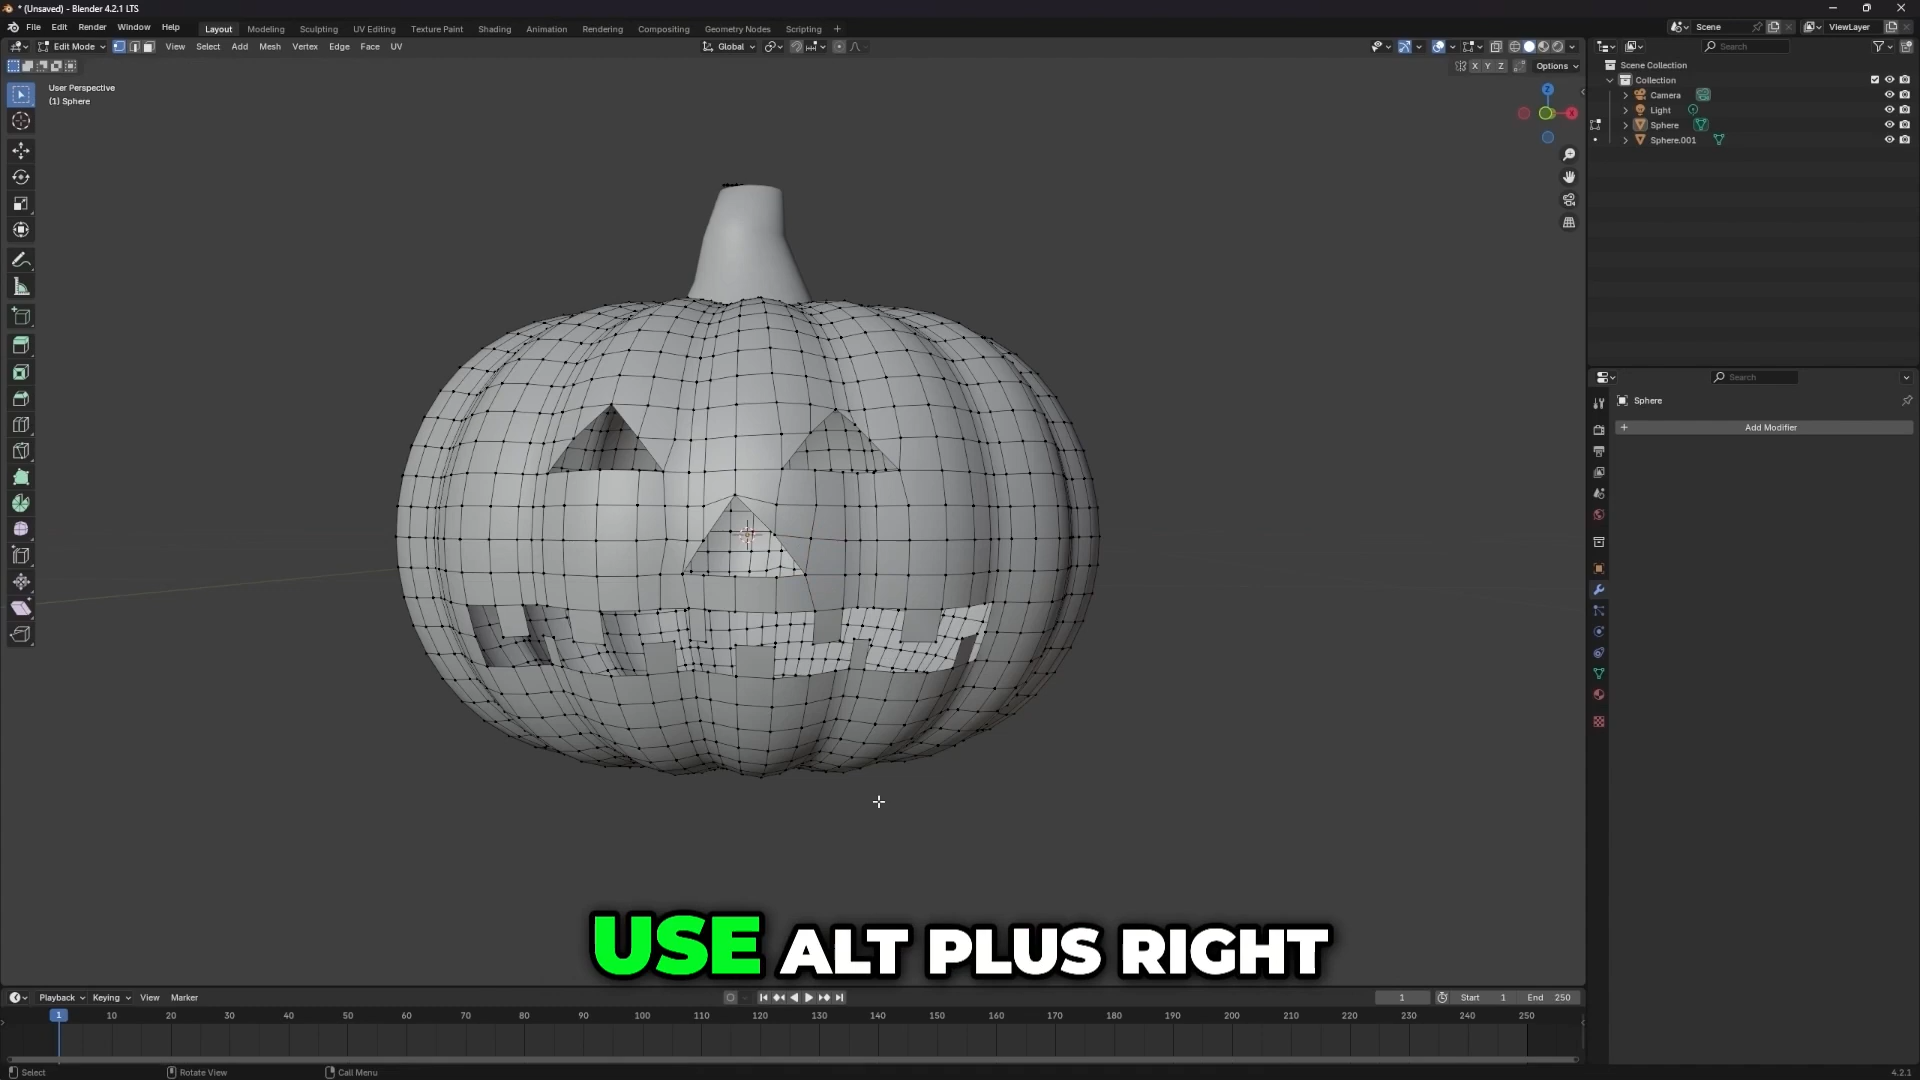 * (Unsaved) - Blender 4.2.1 LTS
File Edit Render Window Help Layout Modeling Sculpting UV Editing Texture Paint Shading Animation Rendering Compositing Geometry Nodes Scripting + Scene ViewLayer
Edit Mode View Select Add Mesh Vertex Edge Face UV Global Search
X Y Z Options
User Perspective
(1) Sphere
Z
X
Scene Collection
Collection
Camera
Light
Sphere
Sphere.001
Search
Sphere
+ Add Modifier
USE ALT PLUS RIGHT
Playback Keying View Marker 1 Start 1 End 250
1 10 20 30 40 50 60 70 80 90 100 110 120 130 140 150 160 170 180 190 200 210 220 230 240 250
Select Rotate View Call Menu 4.2.1